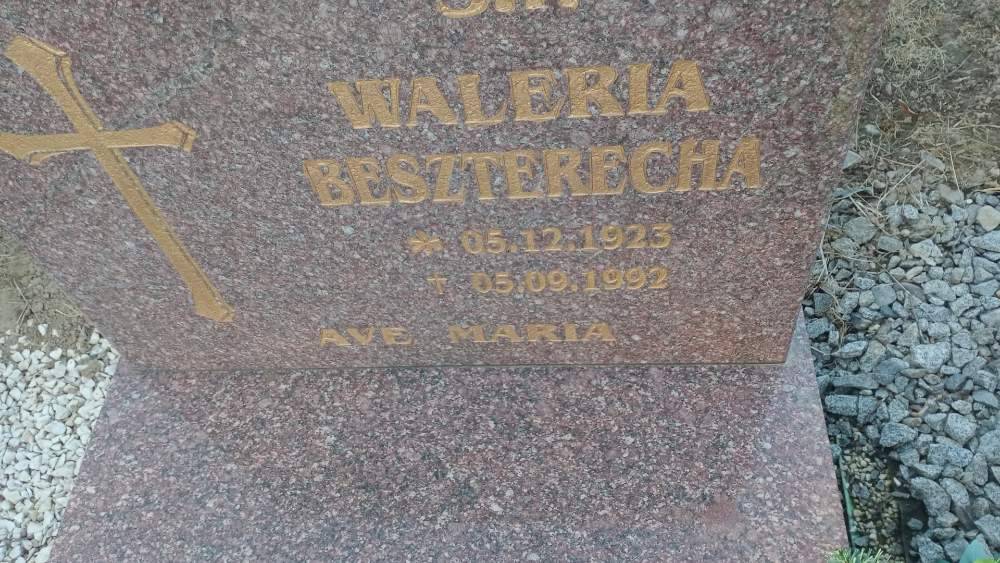 WALERIA
BESZTERECHA
* 05.12.1923
† 05.09.1992
AVE MARIA